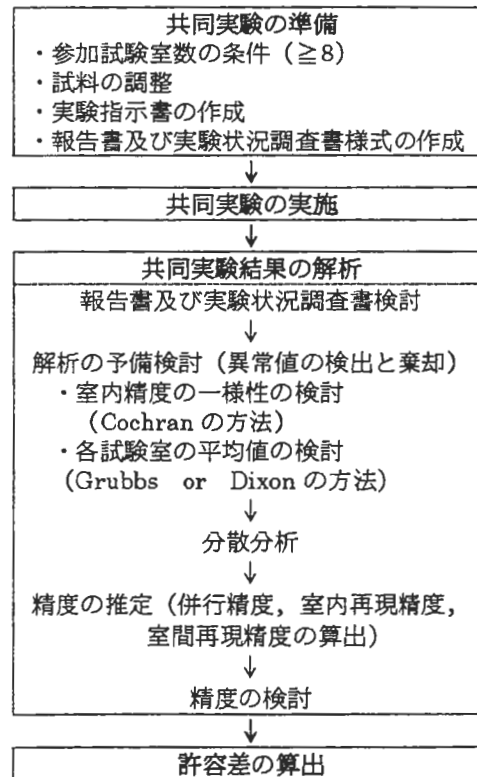 共同実験の準備
・参加試験室数の条件（≧8）
・試料の調整
・実験指示書の作成
・報告書及び実験状況調査書様式の作成
↓
共同実験の実施
↓
共同実験結果の解析
報告書及び実験状況調査書検討
↓
解析の予備検討（異常値の検出と棄却）
・室内精度の一様性の検討
（Cochran の方法）
・各試験室の平均値の検討
（Grubbs or Dixon の方法）
↓
分散分析
↓
精度の推定（併行精度，室内再現精度，
室間再現精度の算出）
↓
精度の検討
↓
許容差の算出